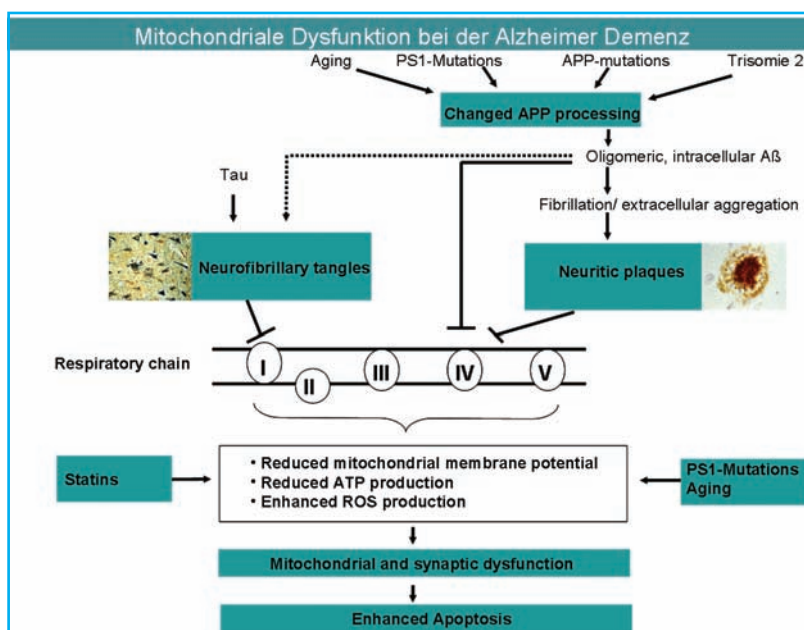 Mitochondriale Dysfunktion bei der Alzheimer Demenz
Aging PS1-Mutations APP-mutations Trisomie 2
Changed APP processing
Oligomeric, intracellular Aß
Tau
Fibrillation/ extracellular aggregation
Neurofibrillary tangles
Neuritic plaques
Respiratory chain
I II III IV V
• Reduced mitochondrial membrane potential
• Reduced ATP production
• Enhanced ROS production
Statins
PS1-Mutations
Aging
Mitochondrial and synaptic dysfunction
Enhanced Apoptosis